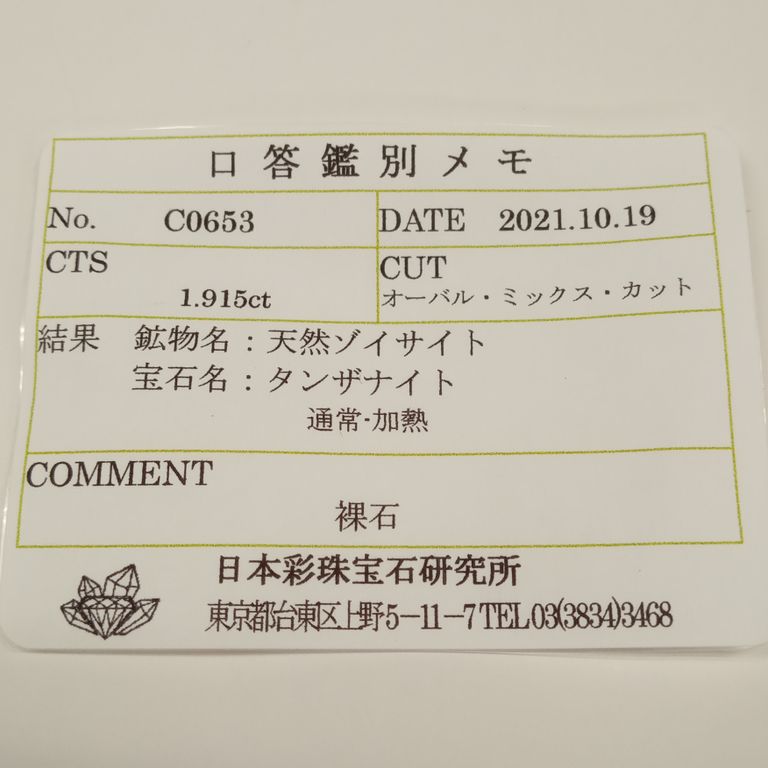 口答鑑別メモ
No. C0653 DATE 2021.10.19
CTS CUT
1.915ct オーバル・ミックス・カット
結果 鉱物名：天然ゾイサイト
宝石名：タンザナイト
通常·加熱
COMMENT
裸石
日本彩珠宝石研究所
東京都台東区上野5-11-7 TEL 03(3834)3468